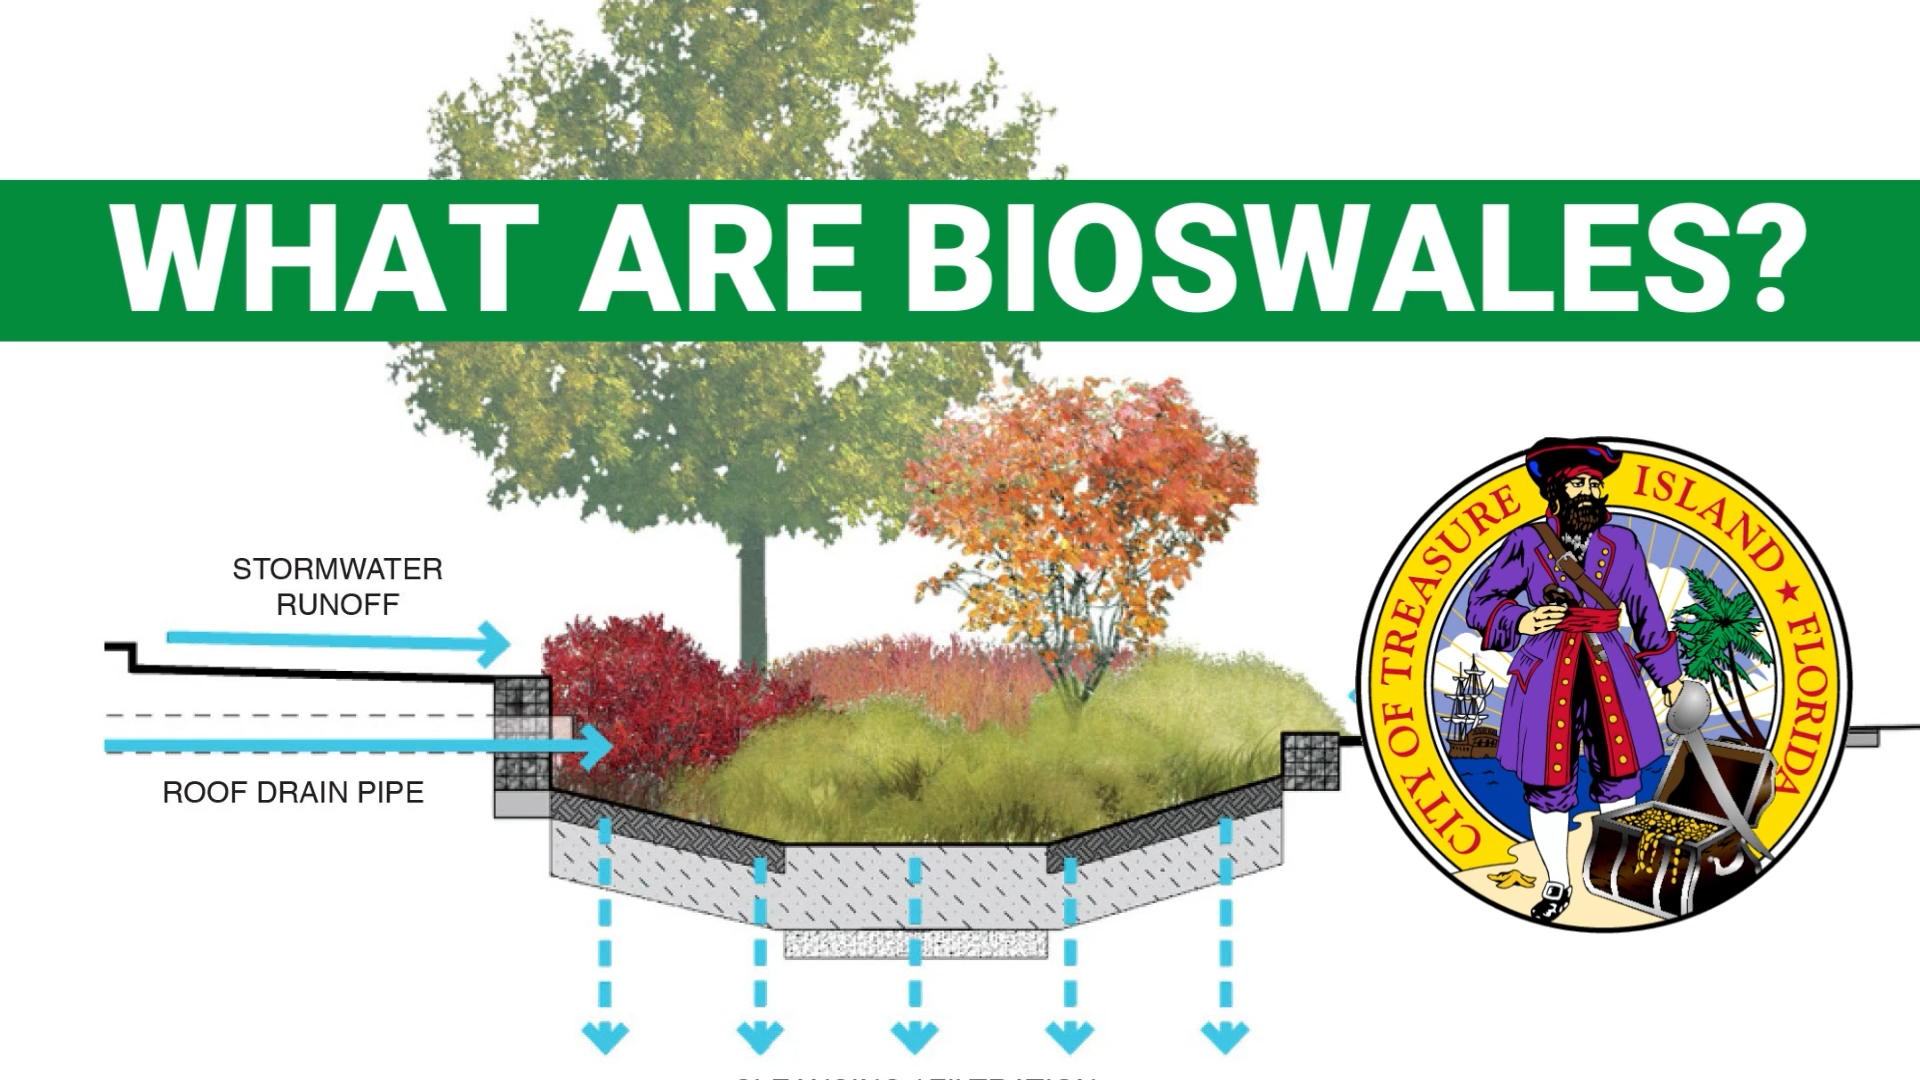 WHAT ARE BIOSWALES?
STORMWATER
RUNOFF
ROOF DRAIN PIPE
CITY OF TREASURE ISLAND ★ FLORIDA